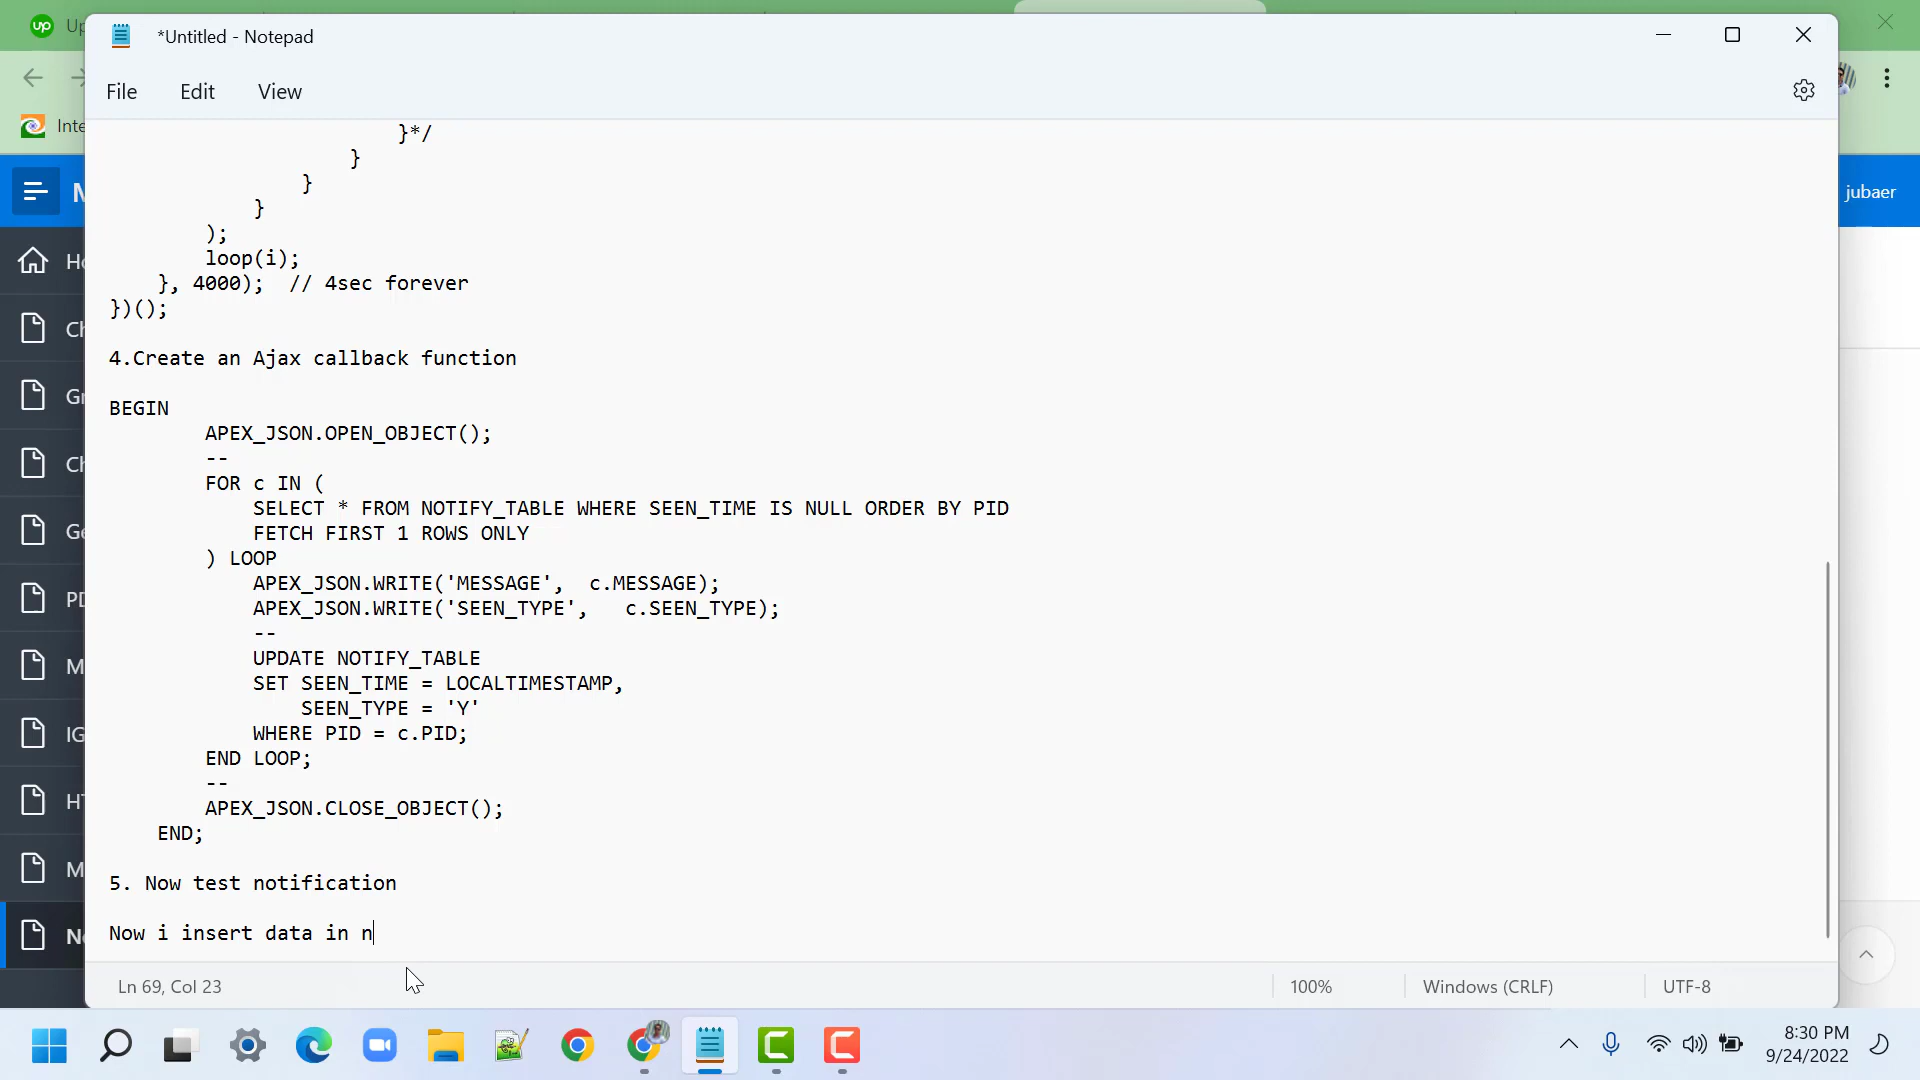 Up
*Untitled - Notepad
File Edit View
Inte
jubaer
}*/
}
}
}
);
loop(i);
}, 4000);  // 4sec forever
})();
4.Create an Ajax callback function
BEGIN
APEX_JSON.OPEN_OBJECT();
--
FOR c IN (
SELECT * FROM NOTIFY_TABLE WHERE SEEN_TIME IS NULL ORDER BY PID
FETCH FIRST 1 ROWS ONLY
) LOOP
APEX_JSON.WRITE('MESSAGE',  c.MESSAGE);
APEX_JSON.WRITE('SEEN_TYPE',   c.SEEN_TYPE);
--
UPDATE NOTIFY_TABLE
SET SEEN_TIME = LOCALTIMESTAMP,
SEEN_TYPE = 'Y'
WHERE PID = c.PID;
END LOOP;
--
APEX_JSON.CLOSE_OBJECT();
END;
5. Now test notification
Now i insert data in n
Ln 69, Col 23
100%
Windows (CRLF)
UTF-8
8:30 PM
9/24/2022